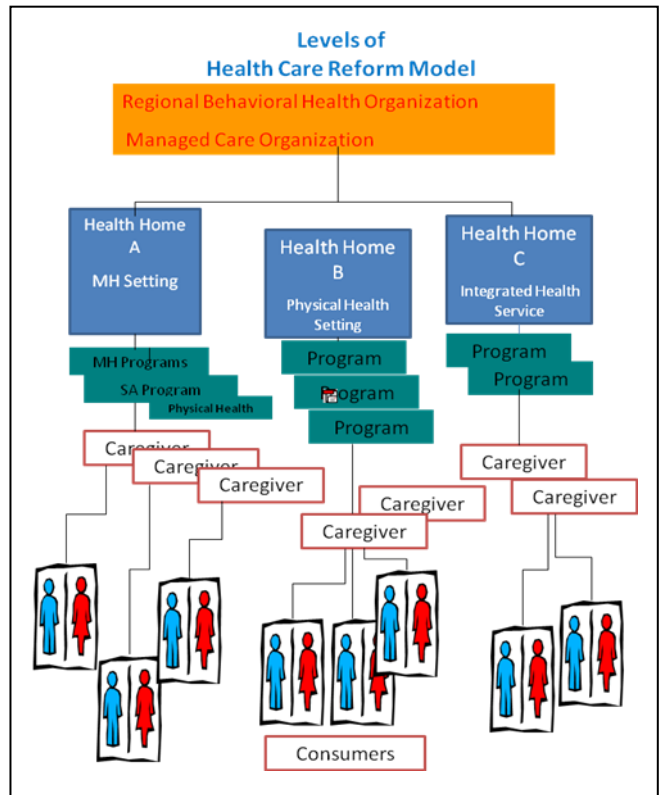 Levels of
Health Care Reform Model
Regional Behavioral Health Organization
Managed Care Organization
Health Home
A
MH Setting
Health Home
B
Physical Health
Setting
Health Home
C
Integrated Health
Service
MH Programs
SA Program
Physical Health
Program
Program
Program
Program
Program
Caregiver
Caregiver
Caregiver
Caregiver
Caregiver
Caregiver
Caregiver
Consumers